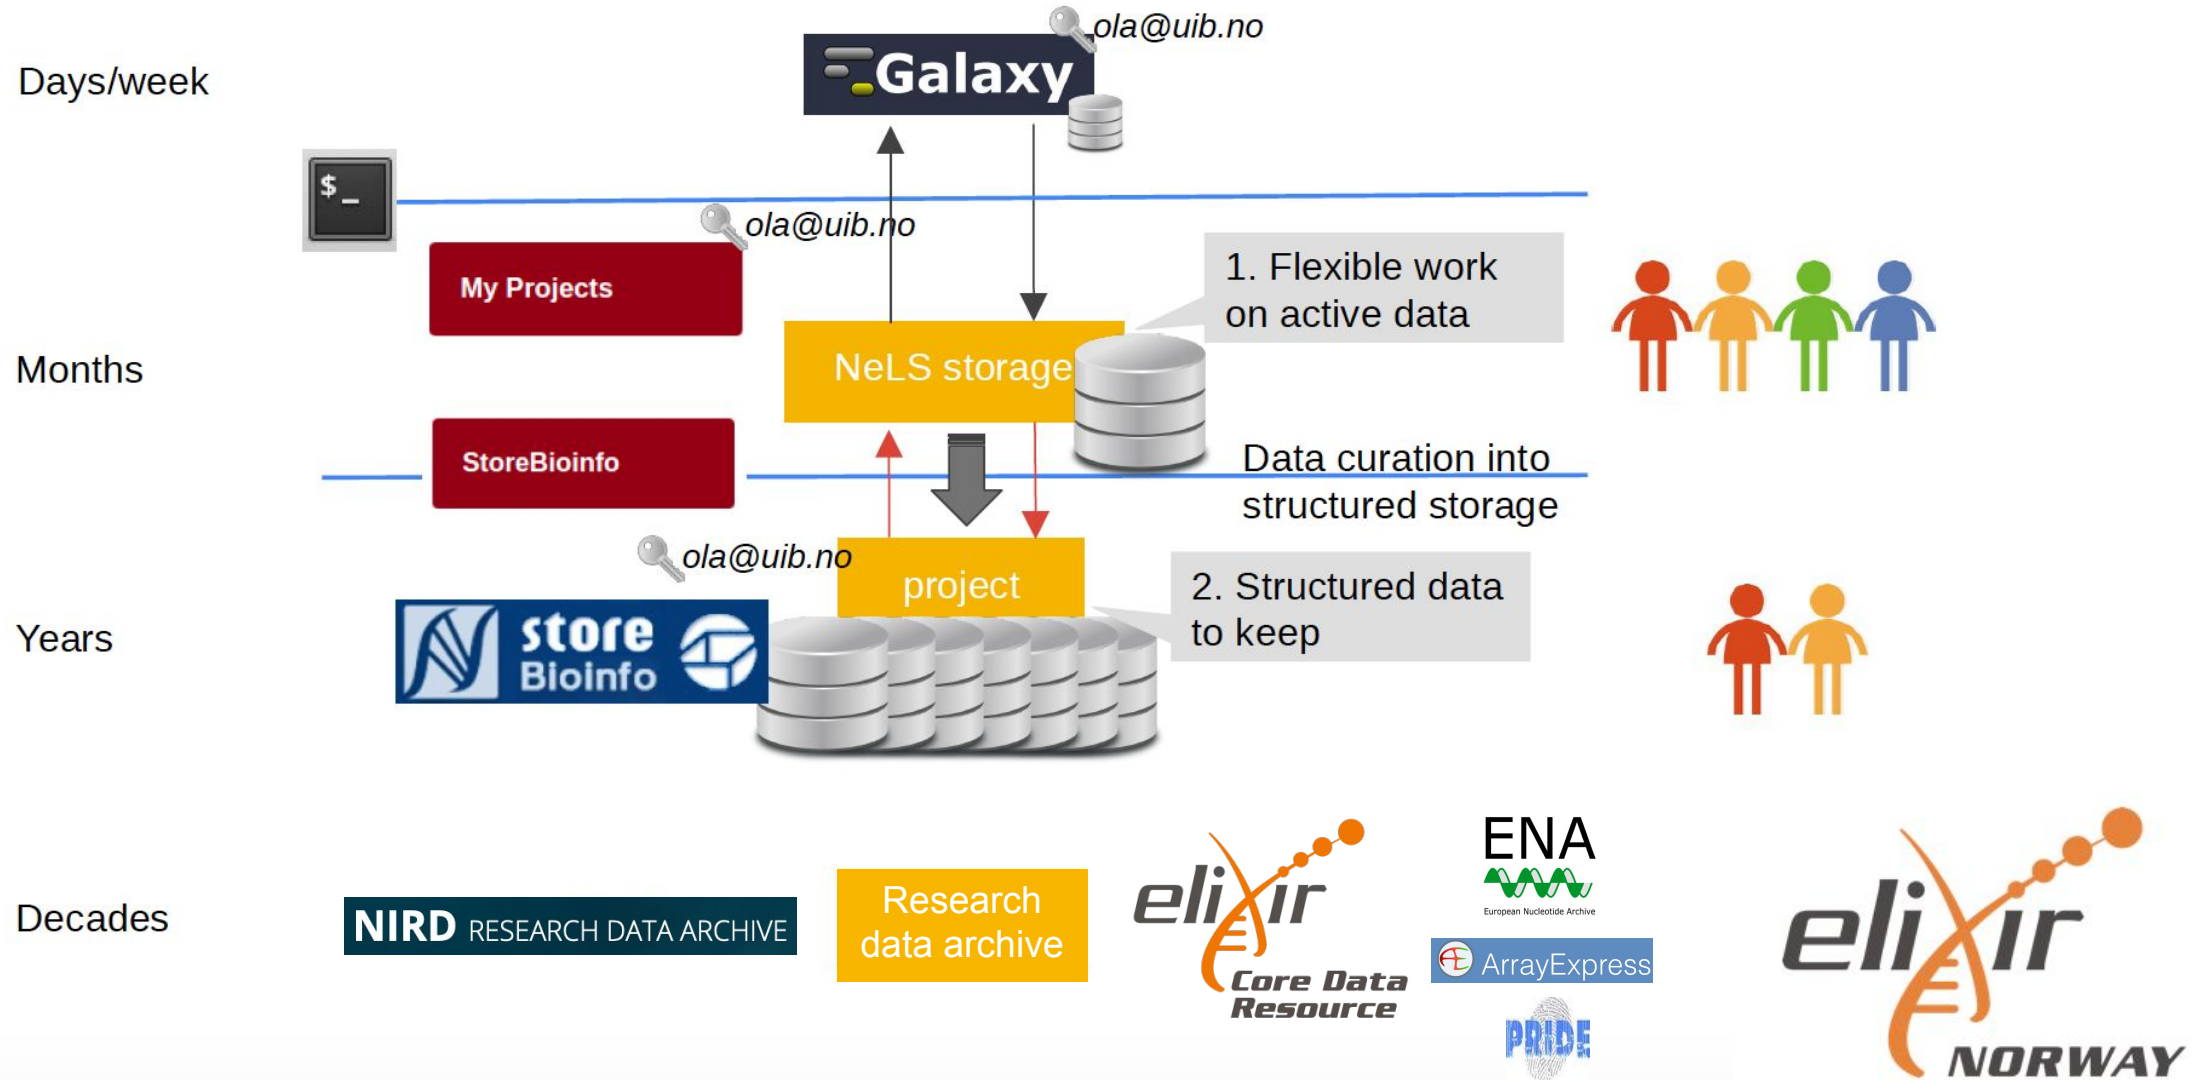 ola@uib.no
Days/week
Galaxy
$_
ola@uib.no
My Projects
1. Flexible work
on active data
Months
NeLS storage
StoreBioinfo
Data curation into
structured storage
ola@uib.no
project
2. Structured data
to keep
Years
store
Bioinfo
Decades
NIRD RESEARCH DATA ARCHIVE
Research
data archive
elixir
Core Data
Resource
ENA
European Nucleotide Archive
ArrayExpress
PRIDE
elixir
NORWAY